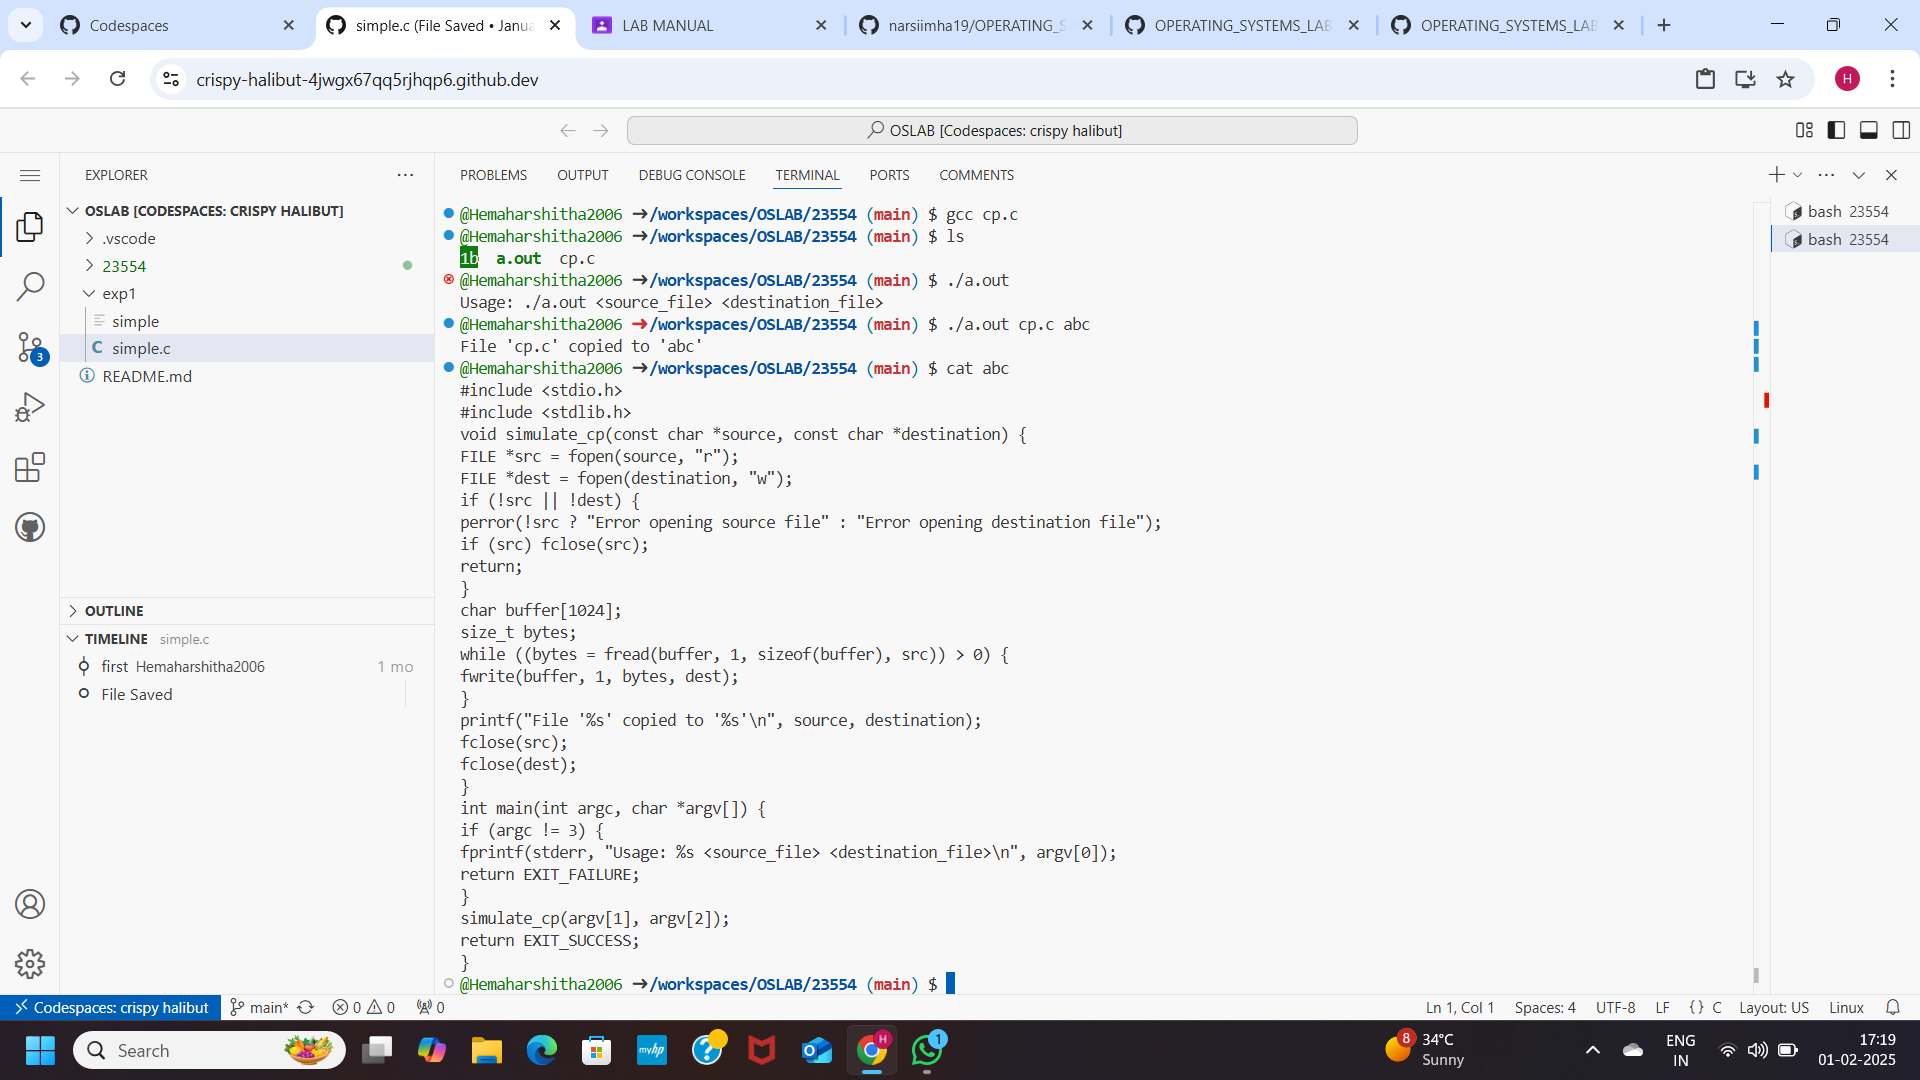 Codespaces
simple.c (File Saved • Janua
LAB MANUAL
narsiimha19/OPERATING_S
OPERATING_SYSTEMS_LAB
OPERATING_SYSTEMS_LAB
crispy-halibut-4jwgx67qq5rjhqp6.github.dev
H
OSLAB [Codespaces: crispy halibut]
EXPLORER
OSLAB [CODESPACES: CRISPY HALIBUT]
.vscode
23554
exp1
simple
C simple.c
README.md
3
OUTLINE
TIMELINE simple.c
first Hemaharshitha2006 1 mo
File Saved
PROBLEMS OUTPUT DEBUG CONSOLE TERMINAL PORTS COMMENTS
bash 23554
bash 23554
@Hemaharshitha2006 ➜/workspaces/OSLAB/23554 (main) $ gcc cp.c
@Hemaharshitha2006 ➜/workspaces/OSLAB/23554 (main) $ ls
1b a.out cp.c
@Hemaharshitha2006 ➜/workspaces/OSLAB/23554 (main) $ ./a.out
Usage: ./a.out <source_file> <destination_file>
@Hemaharshitha2006 ➜/workspaces/OSLAB/23554 (main) $ ./a.out cp.c abc
File 'cp.c' copied to 'abc'
@Hemaharshitha2006 ➜/workspaces/OSLAB/23554 (main) $ cat abc
#include <stdio.h>
#include <stdlib.h>
void simulate_cp(const char *source, const char *destination) {
FILE *src = fopen(source, "r");
FILE *dest = fopen(destination, "w");
if (!src || !dest) {
perror(!src ? "Error opening source file" : "Error opening destination file");
if (src) fclose(src);
return;
}
char buffer[1024];
size_t bytes;
while ((bytes = fread(buffer, 1, sizeof(buffer), src)) > 0) {
fwrite(buffer, 1, bytes, dest);
}
printf("File '%s' copied to '%s'\n", source, destination);
fclose(src);
fclose(dest);
}
int main(int argc, char *argv[]) {
if (argc != 3) {
fprintf(stderr, "Usage: %s <source_file> <destination_file>\n", argv[0]);
return EXIT_FAILURE;
}
simulate_cp(argv[1], argv[2]);
return EXIT_SUCCESS;
}
@Hemaharshitha2006 ➜/workspaces/OSLAB/23554 (main) $
Codespaces: crispy halibut main* 0 0 0 Ln 1, Col 1 Spaces: 4 UTF-8 LF {} C Layout: US Linux
Search
myhp
H
1
8
34°C
Sunny
ENG
IN
17:19
01-02-2025